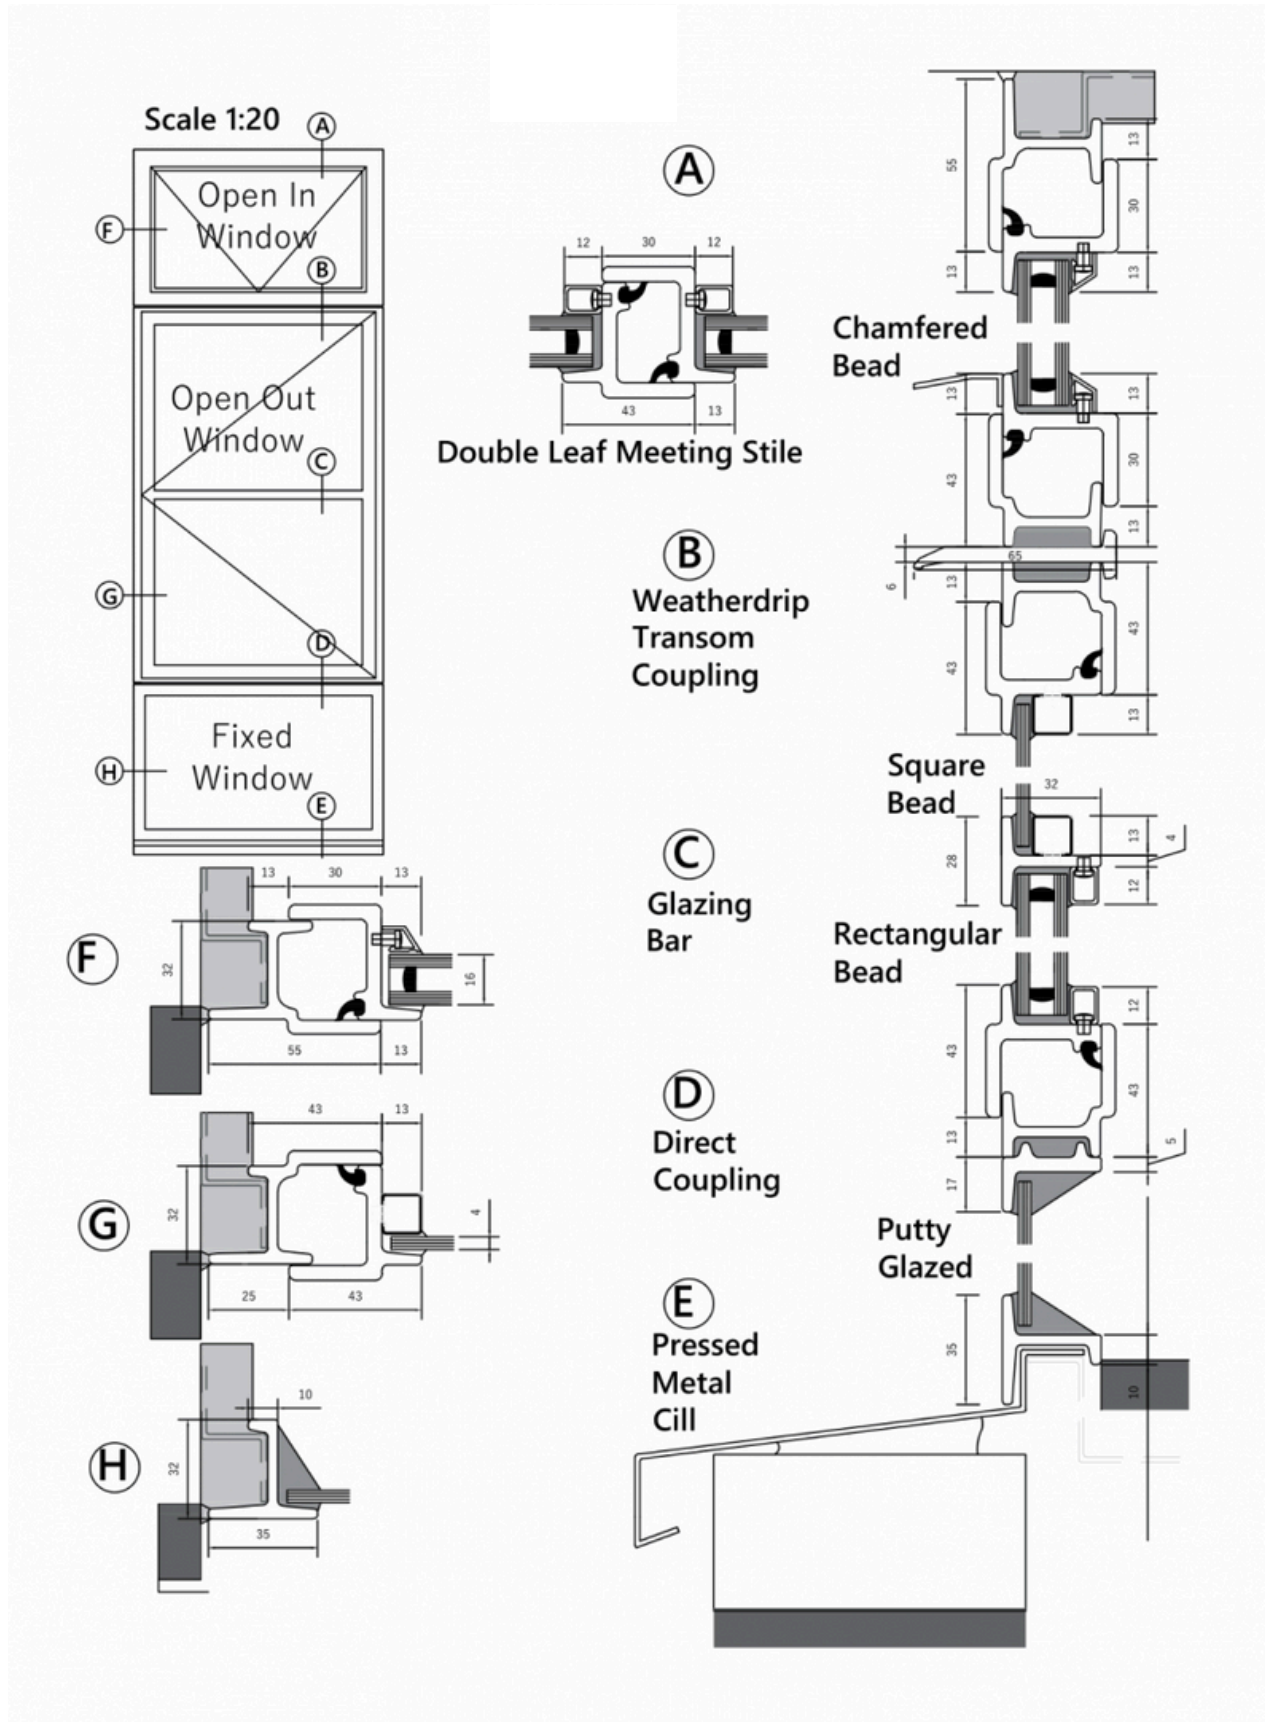 Scale 1:20
A
Open In
Window
F
B
Open Out
Window
C
G
D
Fixed
Window
H
E
A
12
30
12
43
13
Double Leaf Meeting Stile
B
Weatherdrip
Transom
Coupling
C
Glazing
Bar
D
Direct
Coupling
E
Pressed
Metal
Cill
55
13
13
30
13
Chamfered
Bead
13
43
13
30
13
65
6
13
43
43
13
Square
Bead
32
28
13
4
12
Rectangular
Bead
43
13
17
12
43
5
Putty
Glazed
35
10
F
13
30
13
32
16
55
13
G
43
13
32
4
25
43
H
10
32
35